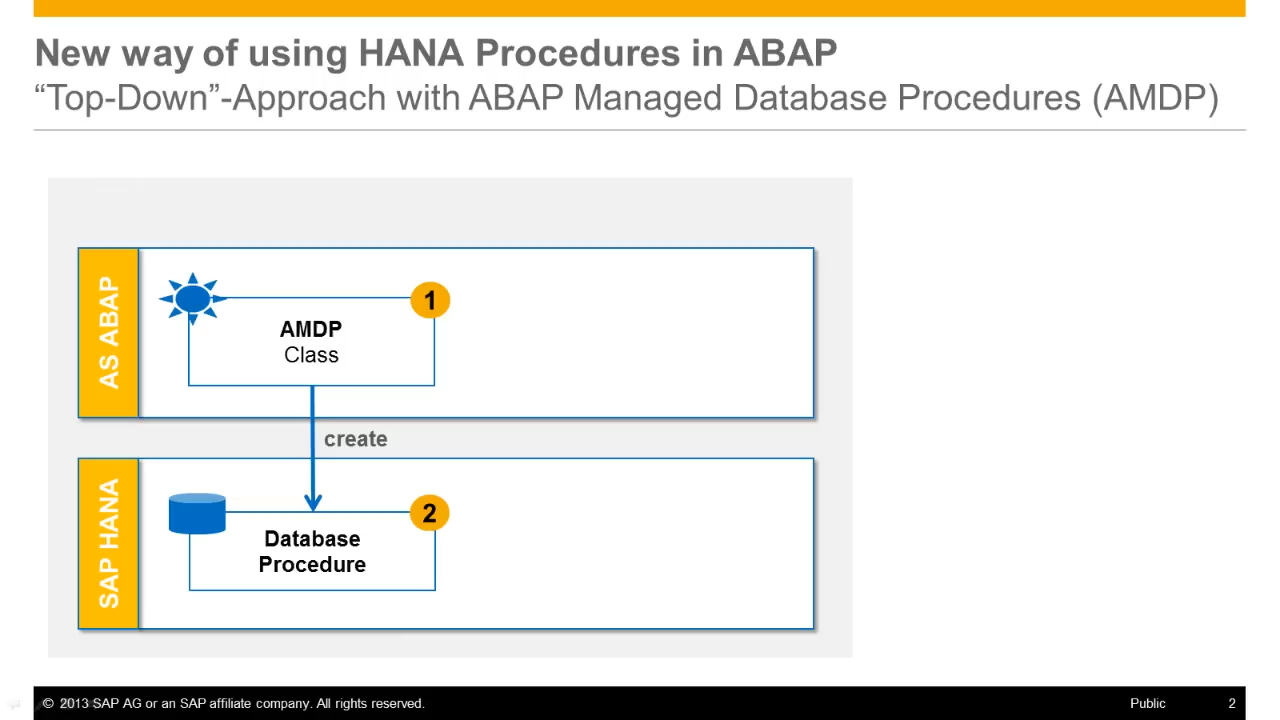 New way of using HANA Procedures in ABAP
“Top-Down”-Approach with ABAP Managed Database Procedures (AMDP)
AS ABAP
1
AMDP
Class
create
SAP HANA
2
Database
Procedure
© 2013 SAP AG or an SAP affiliate company. All rights reserved.
Public
2